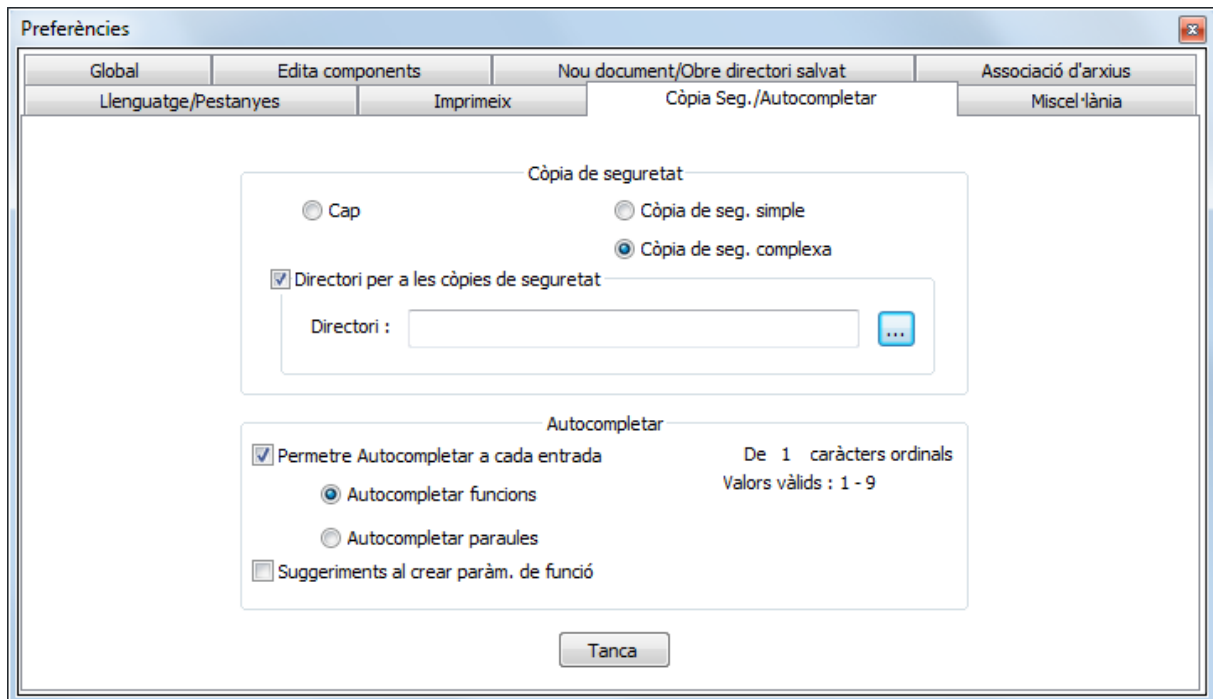 Preferències
Global
Edita components
Nou document/Obre directori salvat
Associació d'arxius
Llenguatge/Pestanyes
Imprimeix
Còpia Seg./Autocompletar
Miscel·lània
Còpia de seguretat
Cap
Còpia de seg. simple
Còpia de seg. complexa
Directori per a les còpies de seguretat
Directori :
...
Autocompletar
Permetre Autocompletar a cada entrada
De 1 caràcters ordinals
Valors vàlids : 1 - 9
Autocompletar funcions
Autocompletar paraules
Suggeriments al crear paràm. de funció
Tanca